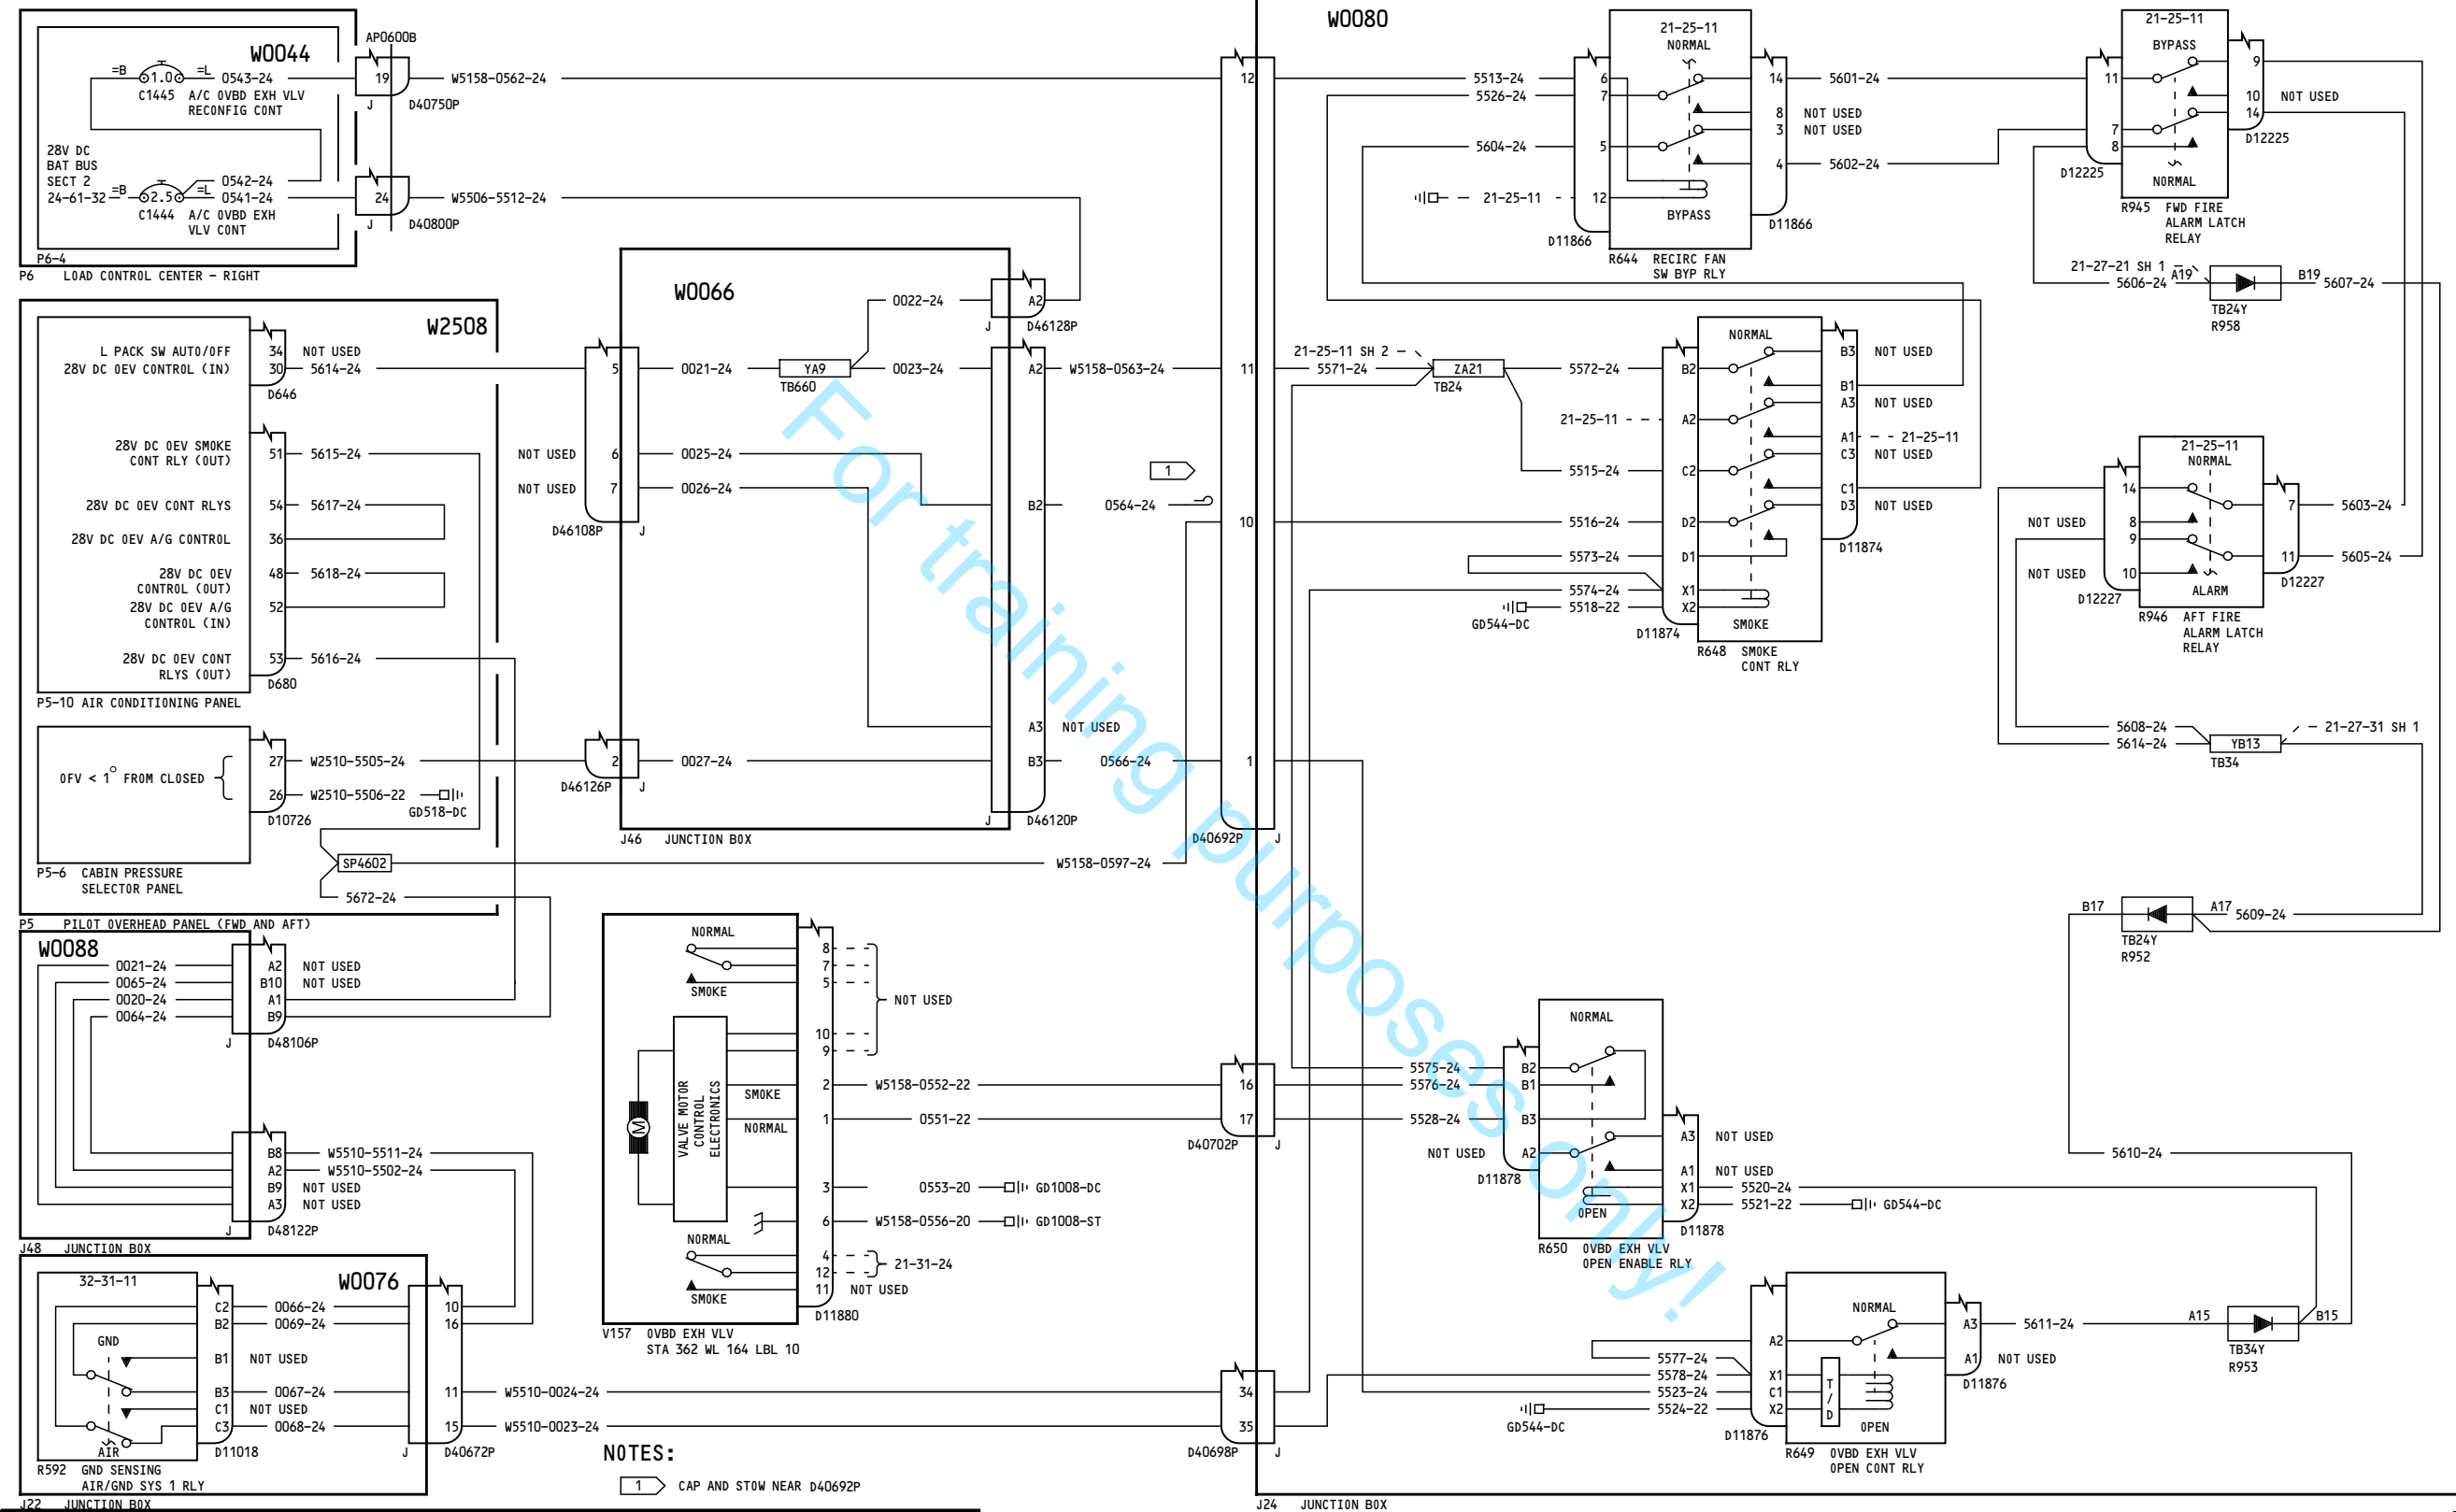 W0044
AP0600B
=B 1.0 =L 0543-24
C1445 A/C OVBD EXH VLV
RECONFIG CONT
19
J D40750P
W5158-0562-24
28V DC
BAT BUS
SECT 2
24-61-32
=B 2.5 =L 0542-24
0541-24
C1444 A/C OVBD EXH
VLV CONT
24
J D40800P
W5506-5512-24
P6-4
P6 LOAD CONTROL CENTER - RIGHT
W2508
L PACK SW AUTO/OFF 34 NOT USED
28V DC OEV CONTROL (IN) 30 5614-24
D646
28V DC OEV SMOKE
CONT RLY (OUT) 51 5615-24
28V DC OEV CONT RLYS 54 5617-24
28V DC OEV A/G CONTROL 36
28V DC OEV
CONTROL (OUT) 48 5618-24
28V DC OEV A/G
CONTROL (IN) 52
28V DC OEV CONT
RLYS (OUT) 53 5616-24
D680
P5-10 AIR CONDITIONING PANEL
OFV < 1° FROM CLOSED
27 W2510-5505-24
26 W2510-5506-22
GD518-DC
D10726
P5-6 CABIN PRESSURE
SELECTOR PANEL
SP4602
5672-24
W5158-0597-24
P5 PILOT OVERHEAD PANEL (FWD AND AFT)
W0066
5 0021-24 YA9 0023-24 A2 W5158-0563-24
TB660
0022-24 A2
J D46128P
NOT USED 6 0025-24
NOT USED 7 0026-24
D46108P J
B2 0564-24
1
A3 NOT USED
2 0027-24 B3 0566-24
D46126P J
J D46120P
J46 JUNCTION BOX
W0088
0021-24 A2 NOT USED
0065-24 B10 NOT USED
0020-24 A1
0064-24 B9
J D48106P
B8 W5510-5511-24
A2 W5510-5502-24
B9 NOT USED
A3 NOT USED
J D48122P
J48 JUNCTION BOX
W0076
32-31-11
C2 0066-24 10
B2 0069-24 16
GND
B1 NOT USED
B3 0067-24 11 W5510-0024-24
C1 NOT USED
C3 0068-24 15 W5510-0023-24
AIR
D11018
J D40672P
R592 GND SENSING
AIR/GND SYS 1 RLY
J22 JUNCTION BOX
NORMAL
SMOKE
8
7
5
10
9
NOT USED
M
VALVE MOTOR
CONTROL
ELECTRONICS
SMOKE 2 W5158-0552-22
NORMAL 1 0551-22
3 0553-20 GD1008-DC
6 W5158-0556-20 GD1008-ST
NORMAL
SMOKE
4
12
21-31-24
11 NOT USED
D11880
V157 OVBD EXH VLV
STA 362 WL 164 LBL 10
NOTES:
1 CAP AND STOW NEAR D40692P
W0080
12
11
10
1
D40692P J
16
17
D40702P J
34
35
D40698P J
21-25-11
NORMAL
5513-24 6
5526-24 7
5604-24 5
21-25-11 12
BYPASS
D11866
14 5601-24
8 NOT USED
3 NOT USED
4 5602-24
D11866
R644 RECIRC FAN
SW BYP RLY
21-25-11
BYPASS
11
7
8
D12225
9
10 NOT USED
14
D12225
NORMAL
R945 FWD FIRE
ALARM LATCH
RELAY
21-27-21 SH 1
A19
5606-24
B19
5607-24
TB24Y
R958
21-25-11 SH 2
5571-24 ZA21 5572-24
TB24
21-25-11
5515-24
5516-24
5573-24
5574-24
5518-22
GD544-DC
NORMAL
B2
A2
C2
D2
D1
X1
X2
D11874
B3 NOT USED
B1
A3 NOT USED
A1 21-25-11
C3 NOT USED
C1
D3 NOT USED
D11874
SMOKE
R648 SMOKE
CONT RLY
21-25-11
NORMAL
14
NOT USED 8
9
NOT USED 10
D12227
7 5603-24
11 5605-24
D12227
ALARM
R946 AFT FIRE
ALARM LATCH
RELAY
5608-24
5614-24
YB13
TB34
21-27-31 SH 1
B17
A17
5609-24
TB24Y
R952
5610-24
NORMAL
5575-24 B2
5576-24 B1
5528-24 B3
NOT USED A2
D11878
A3 NOT USED
A1 NOT USED
X1 5520-24
X2 5521-22 GD544-DC
D11878
OPEN
R650 OVBD EXH VLV
OPEN ENABLE RLY
NORMAL
A2
5577-24
5578-24 X1
5523-24 C1
5524-22 X2
GD544-DC
D11876
T/D
OPEN
A3 5611-24
A1 NOT USED
D11876
R649 OVBD EXH VLV
OPEN CONT RLY
A15
B15
TB34Y
R953
J24 JUNCTION BOX
For training purposes only!